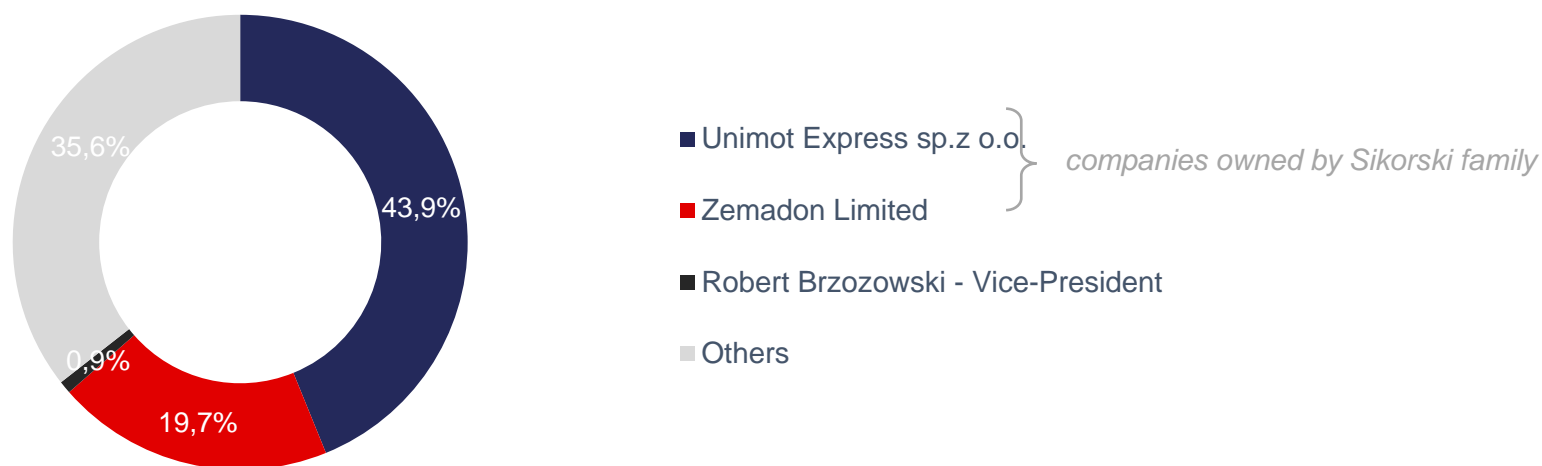 35,6%
43,9%
0,9%
19,7%
Unimot Express sp.z o.o.
companies owned by Sikorski family
Zemadon Limited
Robert Brzozowski - Vice-President
Others